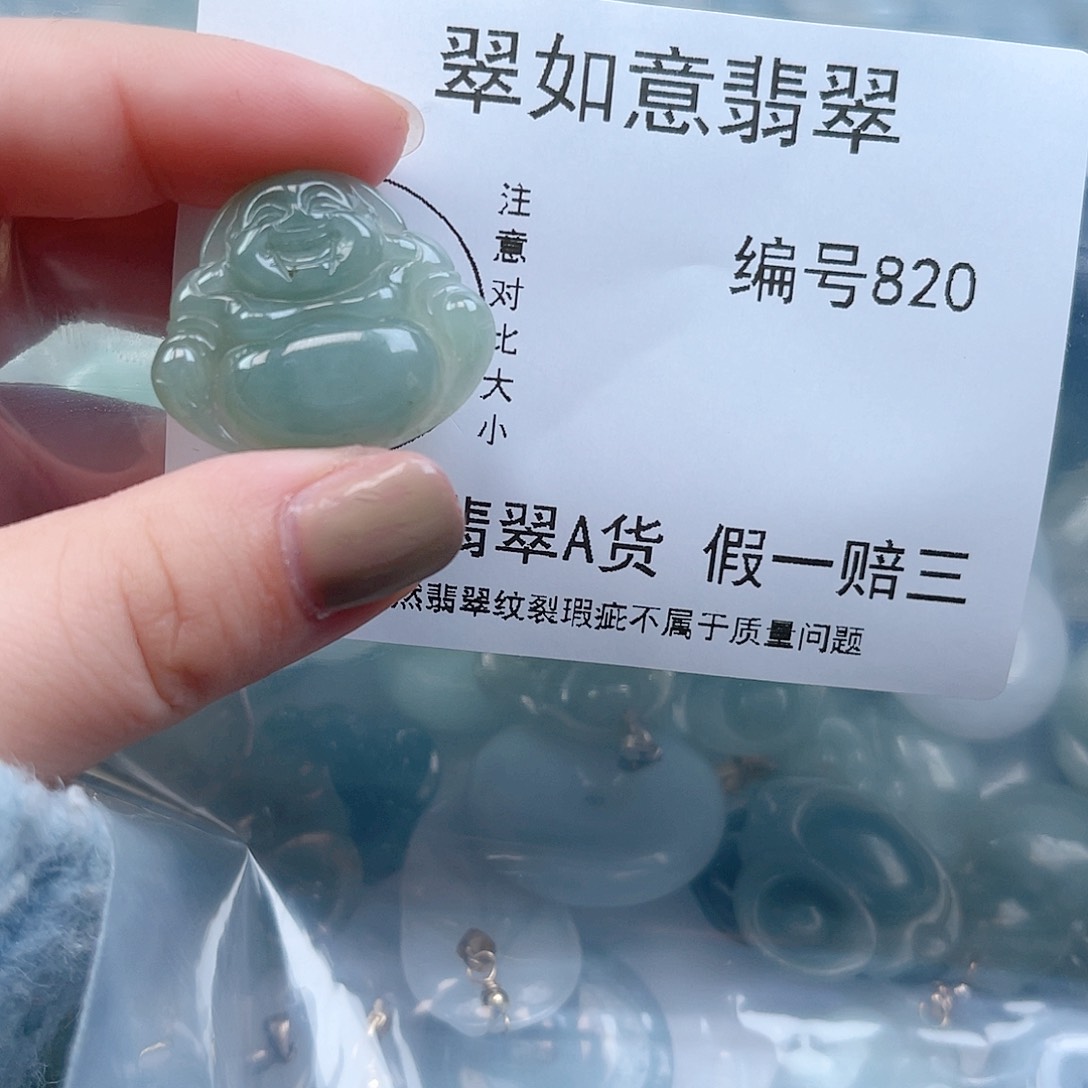 翠如意翡翠
注意对比大小
编号820
翡翠A货 假一赔三
然翡翠纹裂瑕疵不属于质量问题